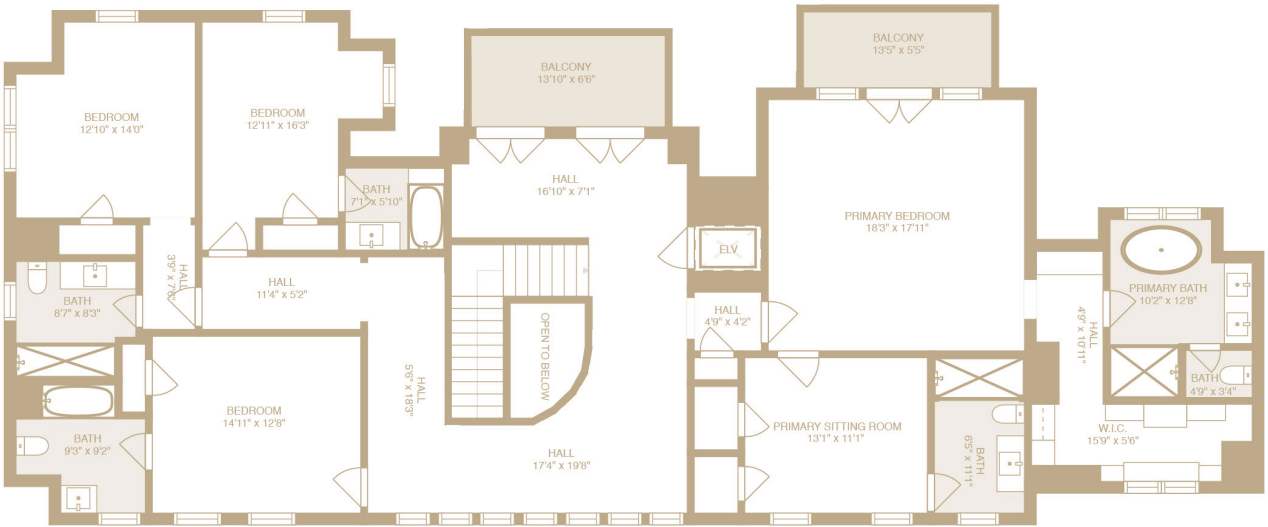 BALCONY
13'5" x 5'5"
BALCONY
13'10" x 6'6"
BEDROOM
12'10" x 14'0"
BEDROOM
12'11" x 16'3"
BATH
7'1" x 5'10"
HALL
16'10" x 7'1"
PRIMARY BEDROOM
18'3" x 17'11"
ELV
HALL
3'9" x 7'6"
HALL
11'4" x 5'2"
BATH
8'7" x 8'3"
PRIMARY BATH
10'2" x 12'8"
HALL
4'9" x 4'2"
HALL
4'9" x 10'11"
OPEN TO BELOW
HALL
5'6" x 18'3"
BATH
4'9" x 3'4"
BEDROOM
14'11" x 12'8"
PRIMARY SITTING ROOM
13'1" x 11'1"
W.I.C.
15'9" x 5'6"
BATH
9'3" x 9'2"
HALL
17'4" x 19'8"
BATH
6'5" x 11'1"